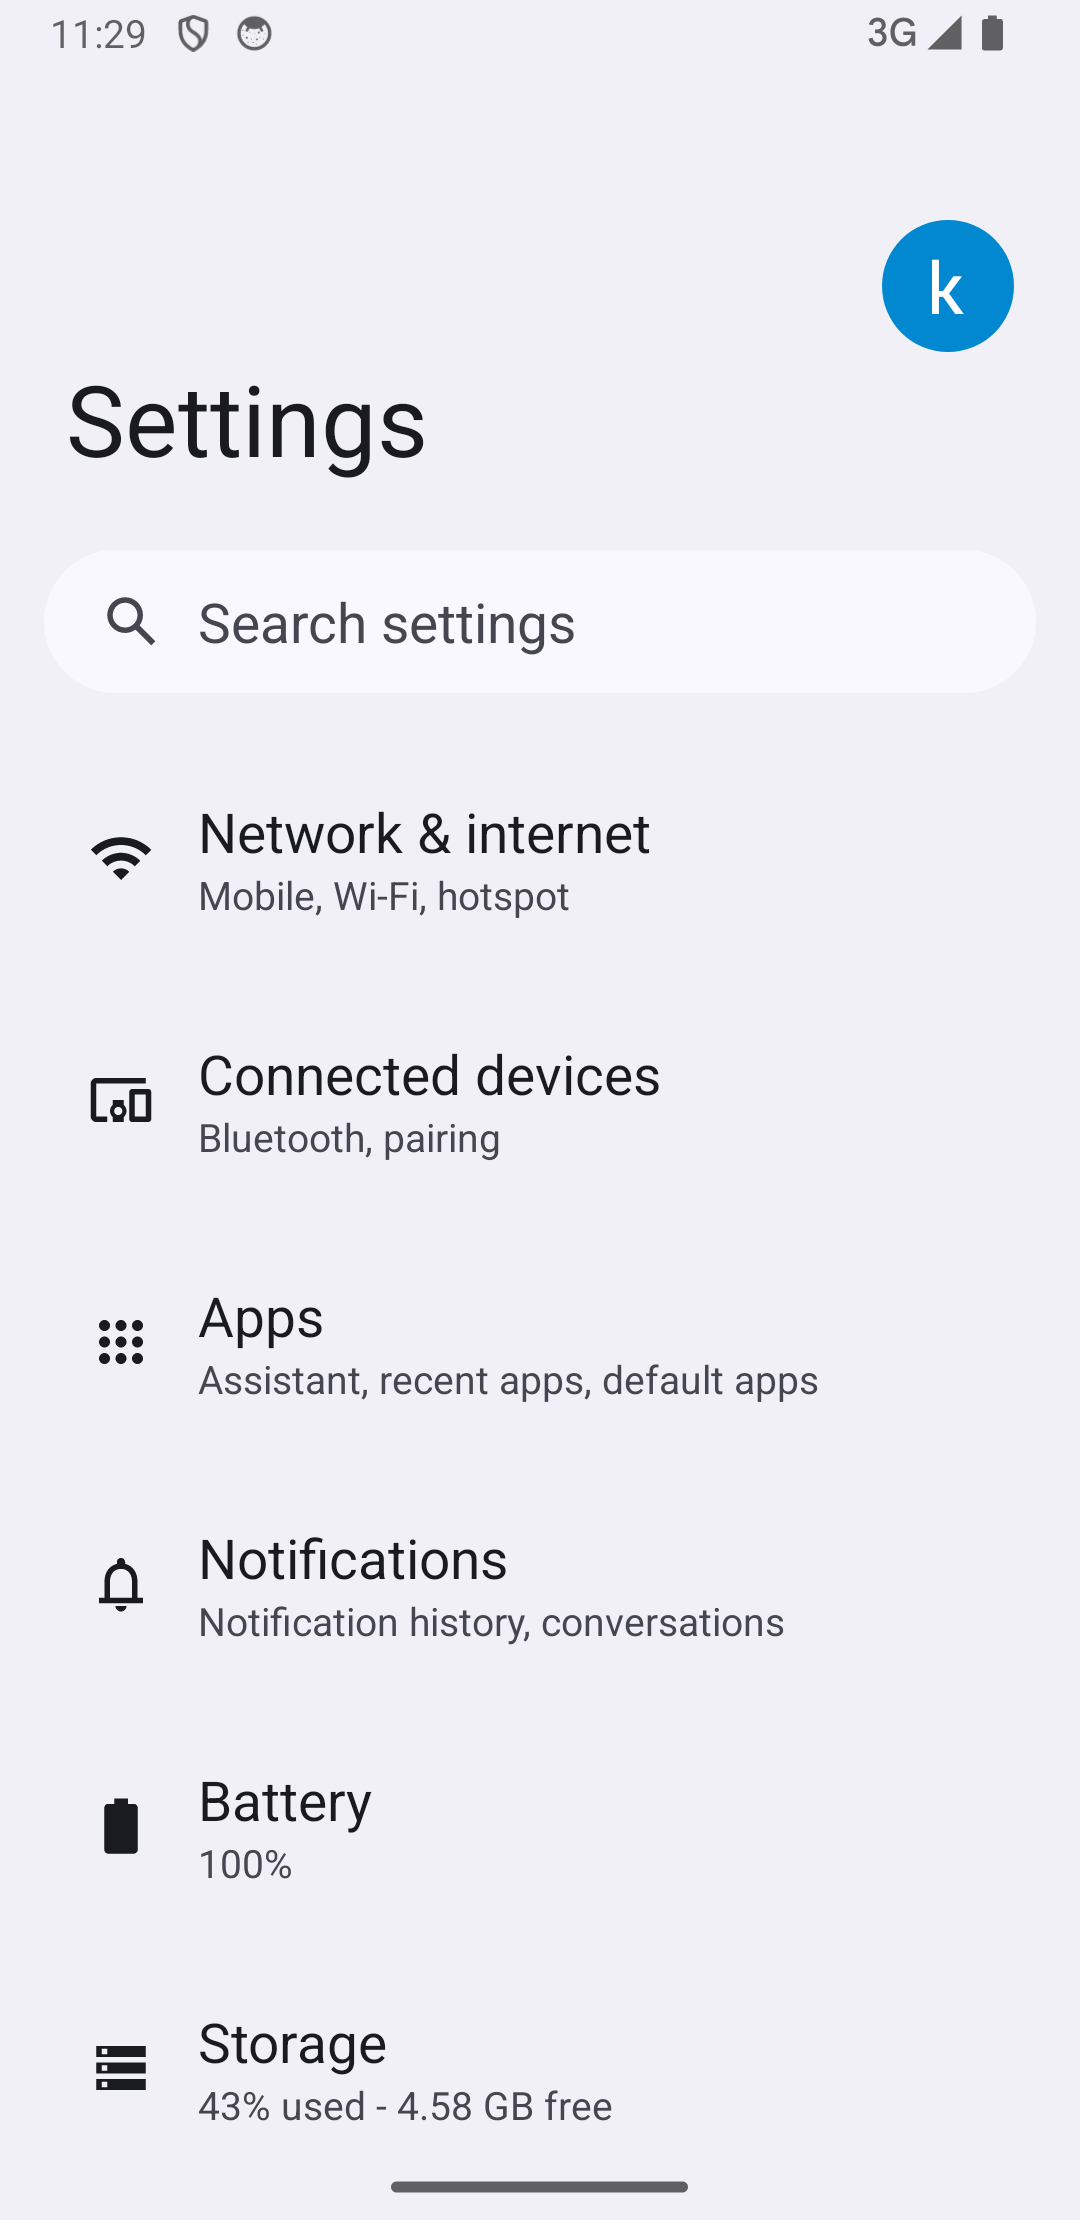 11:29 3G
k
Settings
Search settings
Network & internet
Mobile, Wi-Fi, hotspot
Connected devices
Bluetooth, pairing
Apps
Assistant, recent apps, default apps
Notifications
Notification history, conversations
Battery
100%
Storage
43% used - 4.58 GB free